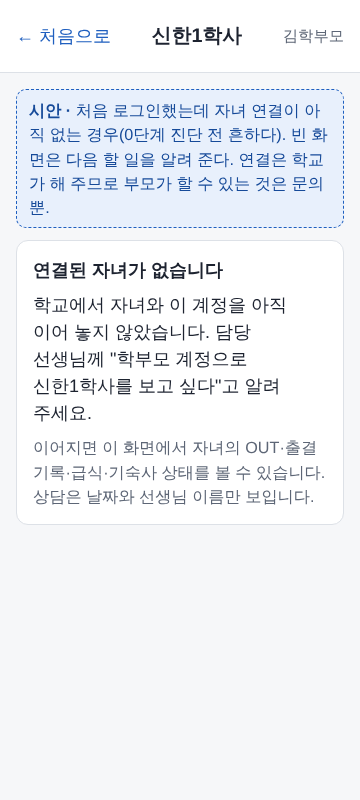 ← 처음으로
신한1학사
김학부모
시안 · 처음 로그인했는데 자녀 연결이 아
직 없는 경우(0단계 진단 전 흔하다). 빈 화
면은 다음 할 일을 알려 준다. 연결은 학교
가 해 주므로 부모가 할 수 있는 것은 문의
뿐.
연결된 자녀가 없습니다
학교에서 자녀와 이 계정을 아직
이어 놓지 않았습니다. 담당
선생님께 "학부모 계정으로
신한1학사를 보고 싶다"고 알려
주세요.
이어지면 이 화면에서 자녀의 OUT·출결
기록·급식·기숙사 상태를 볼 수 있습니다.
상담은 날짜와 선생님 이름만 보입니다.